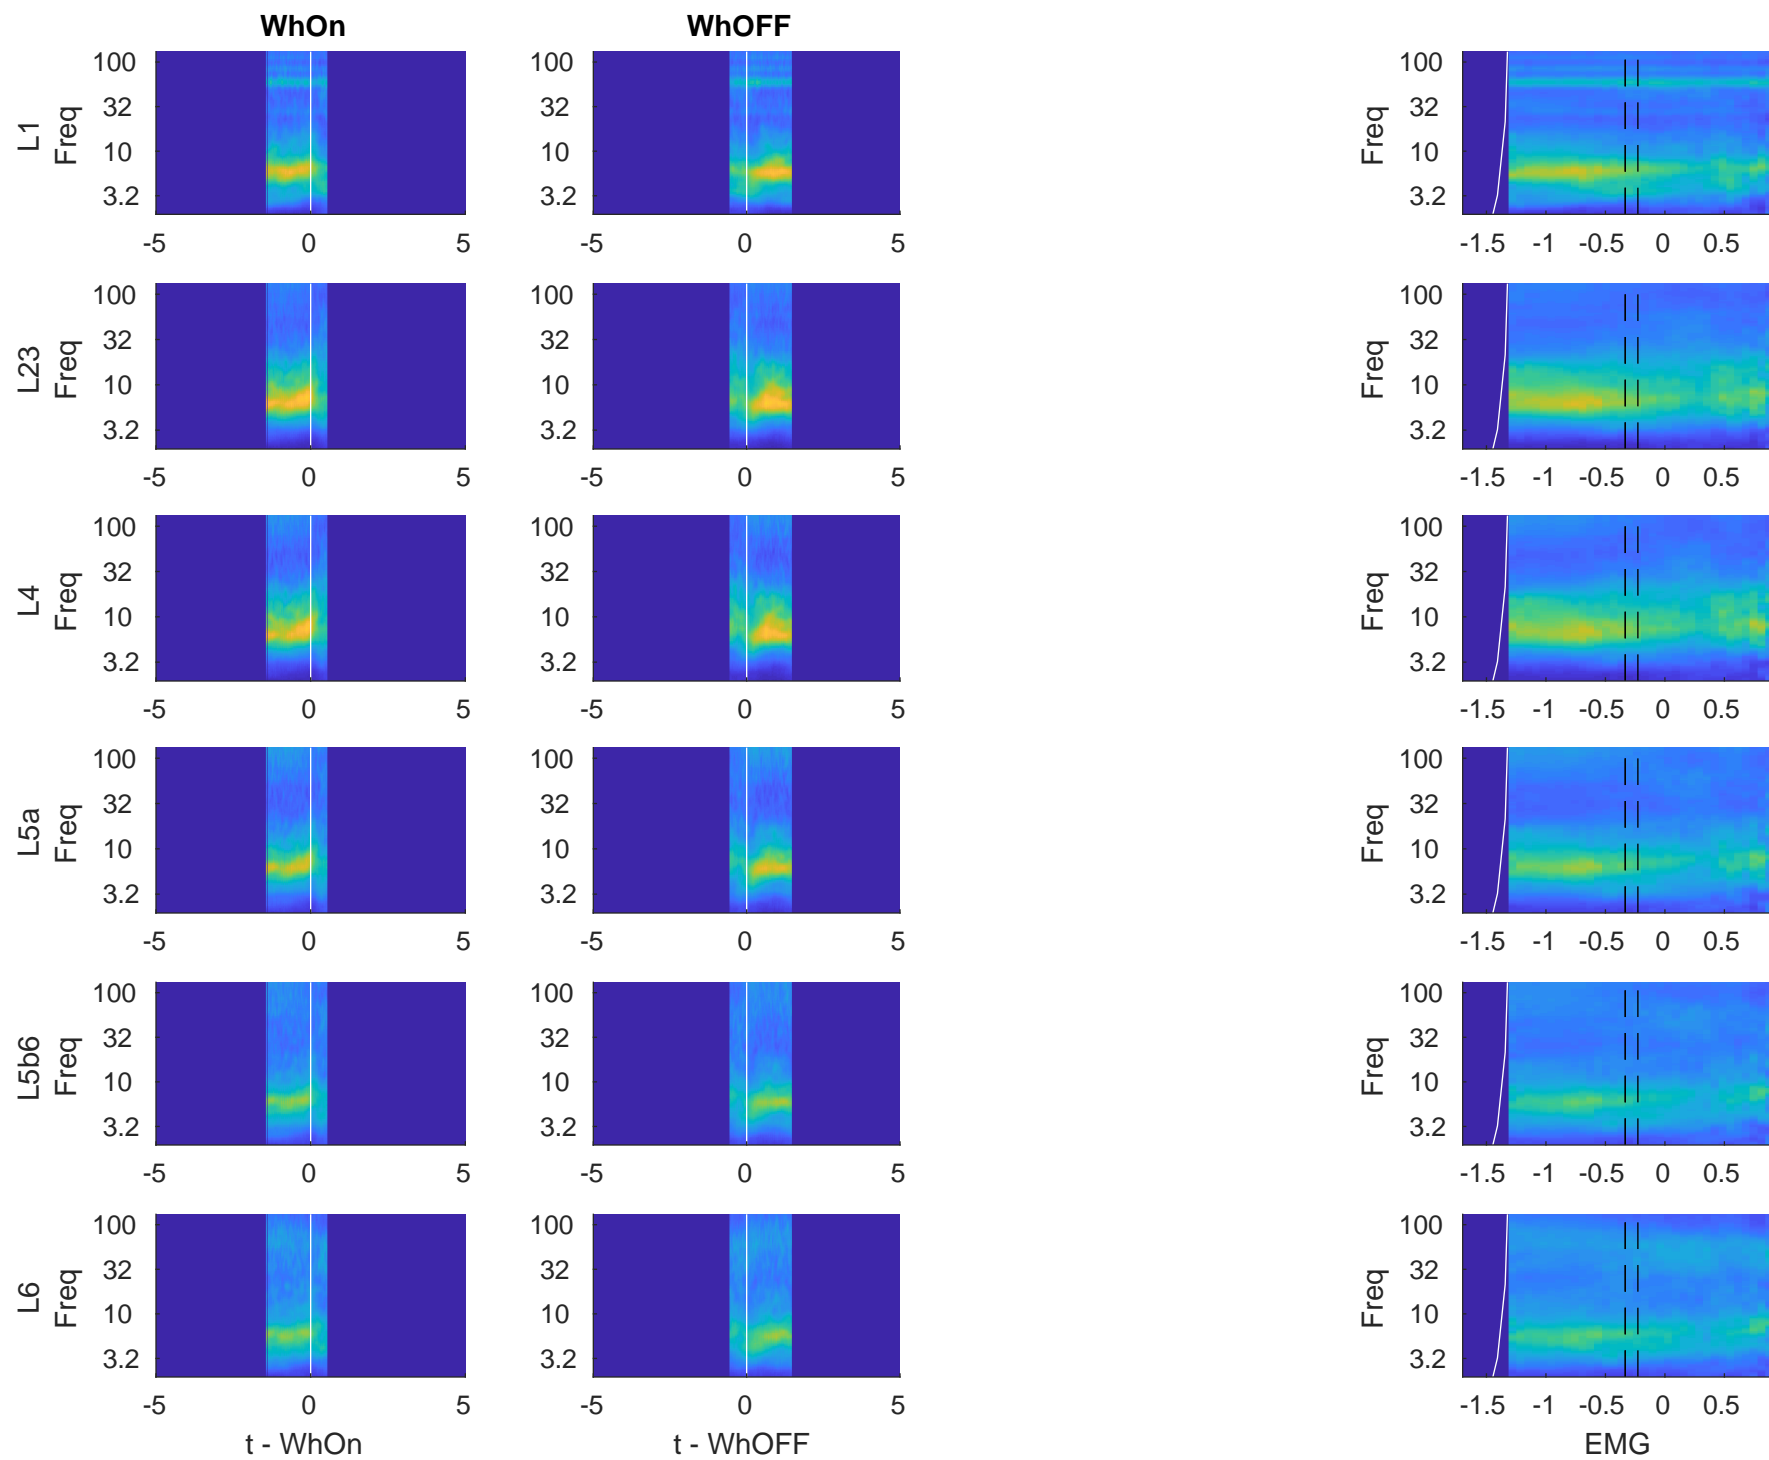 WhOn WhOFF
L1 Freq 100 32 10 3.2 100 32 10 3.2 Freq 100 32 10 3.2
-5 0 5 -5 0 5 -1.5 -1 -0.5 0 0.5
L23 Freq 100 32 10 3.2 100 32 10 3.2 Freq 100 32 10 3.2
-5 0 5 -5 0 5 -1.5 -1 -0.5 0 0.5
L4 Freq 100 32 10 3.2 100 32 10 3.2 Freq 100 32 10 3.2
-5 0 5 -5 0 5 -1.5 -1 -0.5 0 0.5
L5a Freq 100 32 10 3.2 100 32 10 3.2 Freq 100 32 10 3.2
-5 0 5 -5 0 5 -1.5 -1 -0.5 0 0.5
L5b6 Freq 100 32 10 3.2 100 32 10 3.2 Freq 100 32 10 3.2
-5 0 5 -5 0 5 -1.5 -1 -0.5 0 0.5
L6 Freq 100 32 10 3.2 100 32 10 3.2 Freq 100 32 10 3.2
-5 0 5 -5 0 5 -1.5 -1 -0.5 0 0.5
t - WhOn t - WhOFF EMG